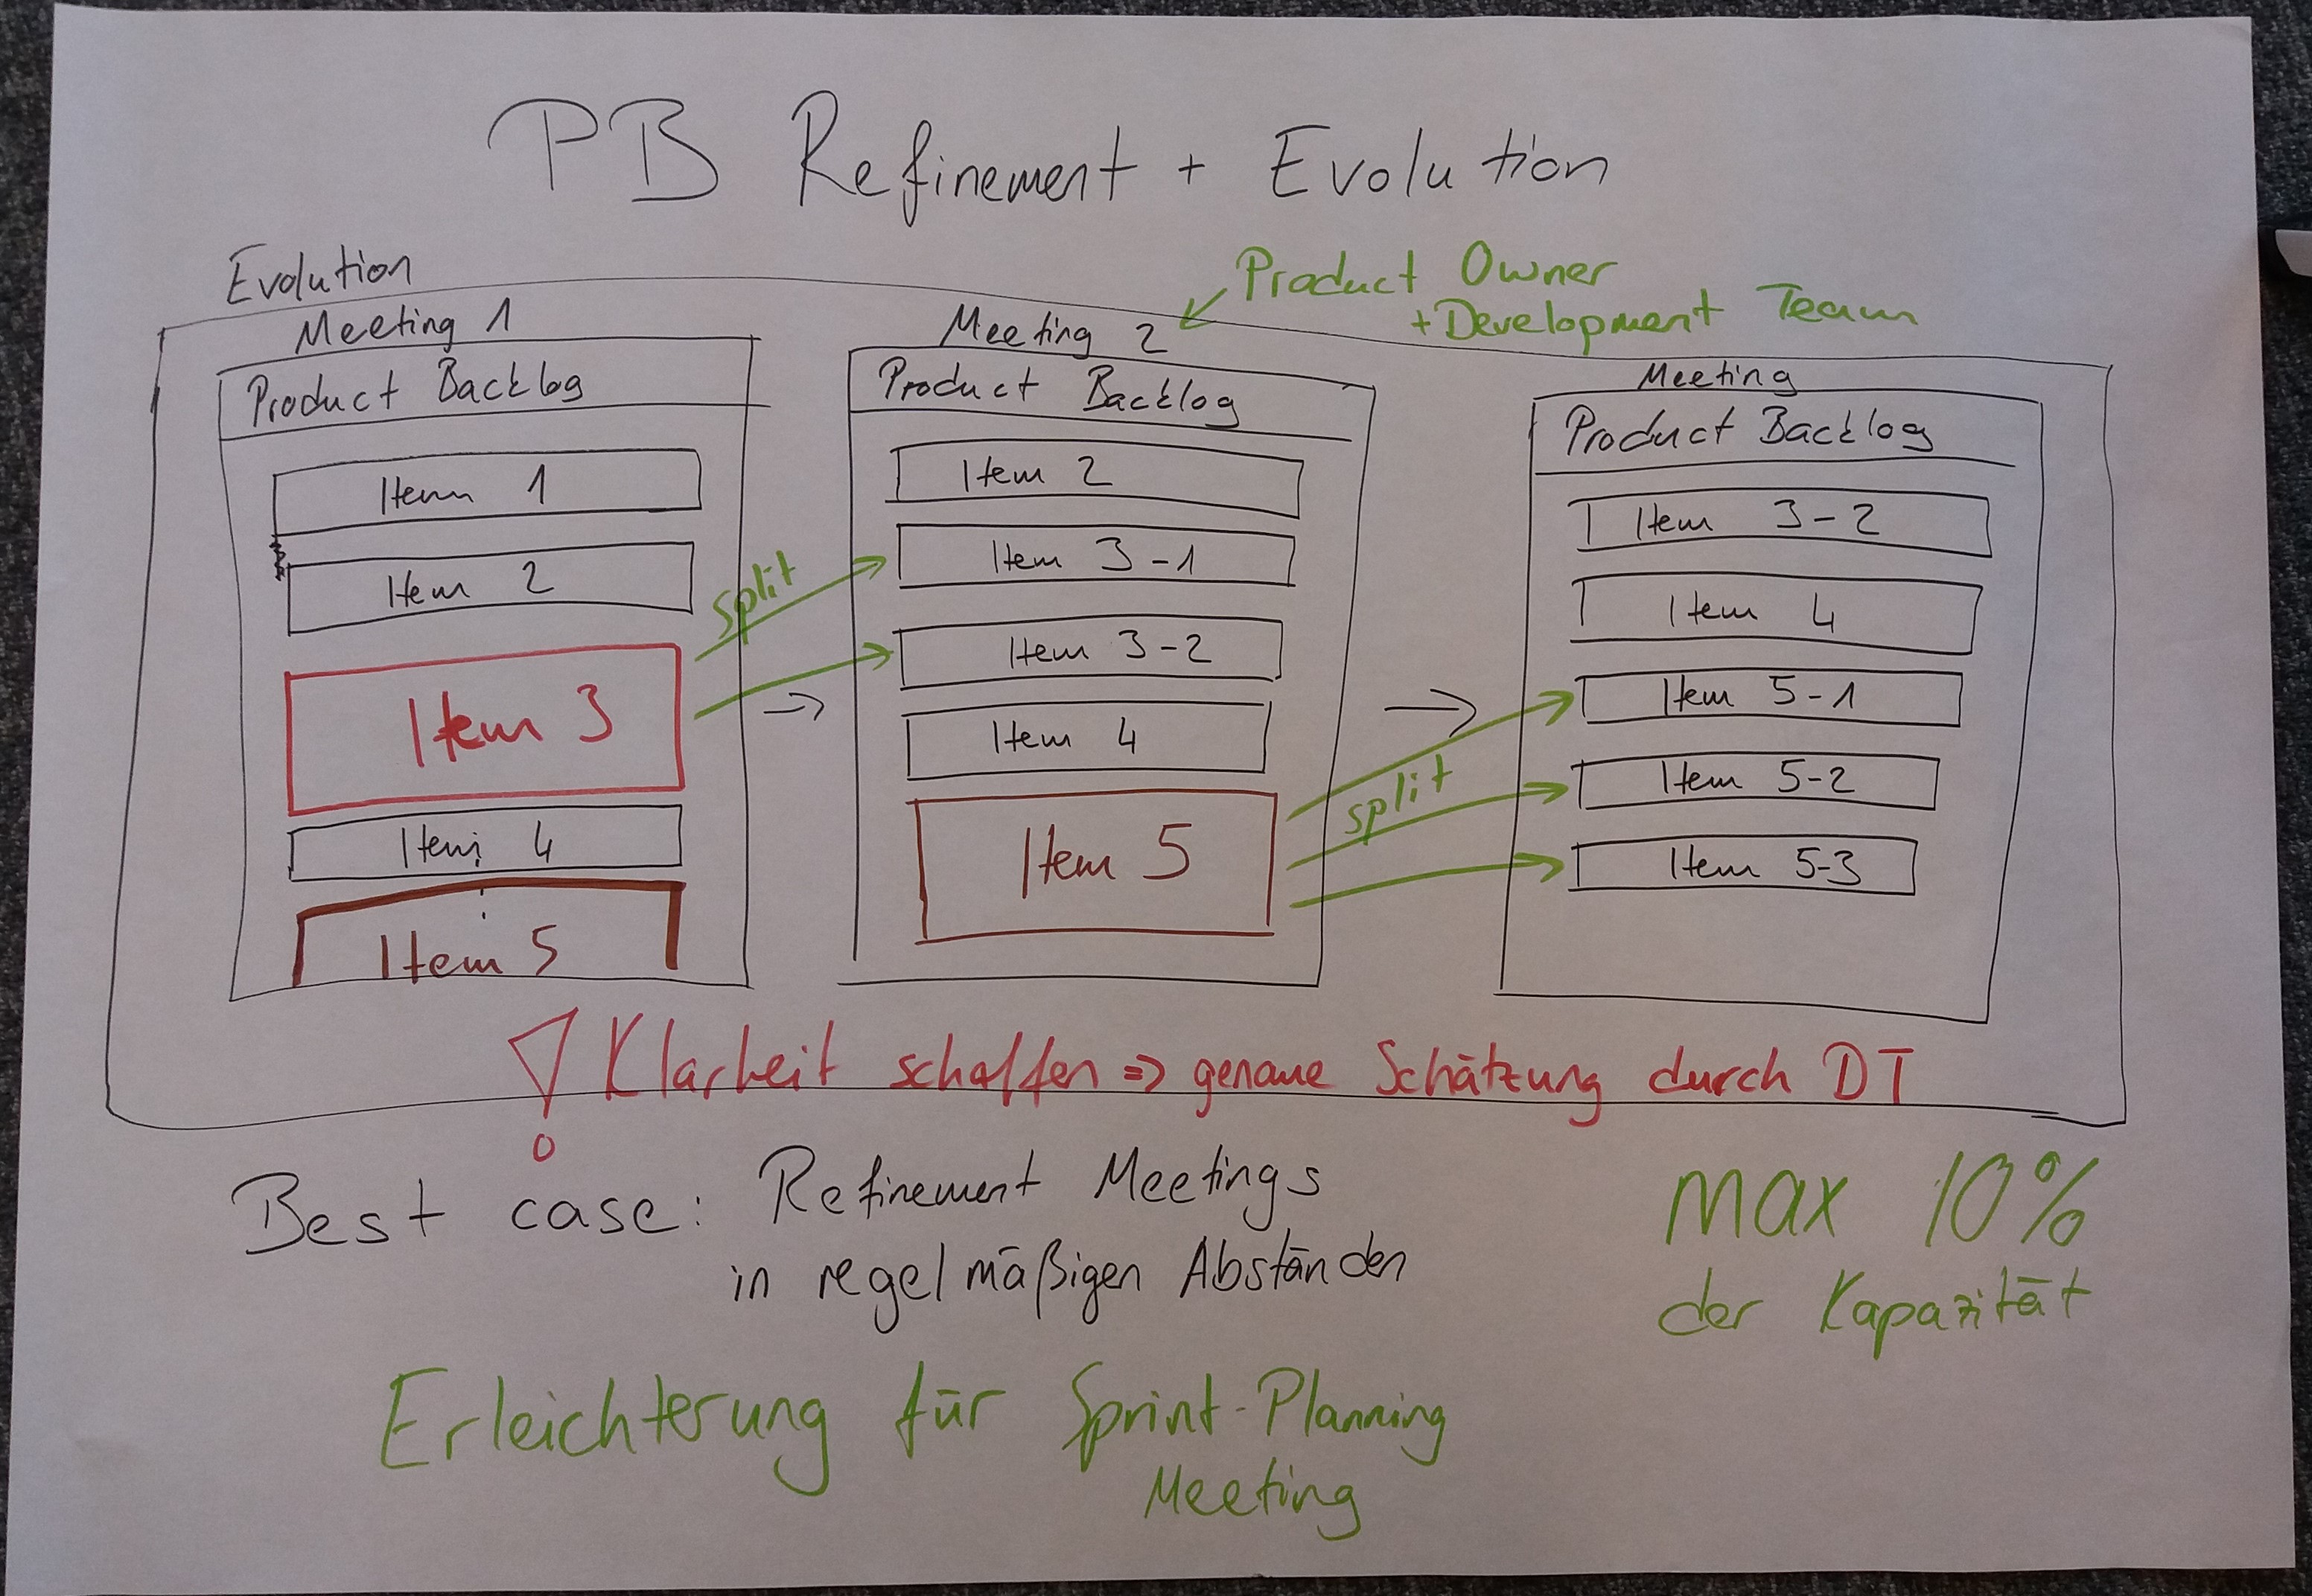 PB Refinement + Evolution
Evolution
Product Owner
+ Development Team
Meeting 1
Product Backlog
Item 1
Item 2
Item 3
Item 4
Item 5
split
Meeting 2
Product Backlog
Item 2
Item 3-1
Item 3-2
Item 4
Item 5
split
Meeting
Product Backlog
Item 3-2
Item 4
Item 5-1
Item 5-2
Item 5-3
! Klarheit schaffen => genaue Schätzung durch DT
Best case: Refinement Meetings
in regelmäßigen Abständen
max 10%
der Kapazität
Erleichterung für Sprint-Planning
Meeting